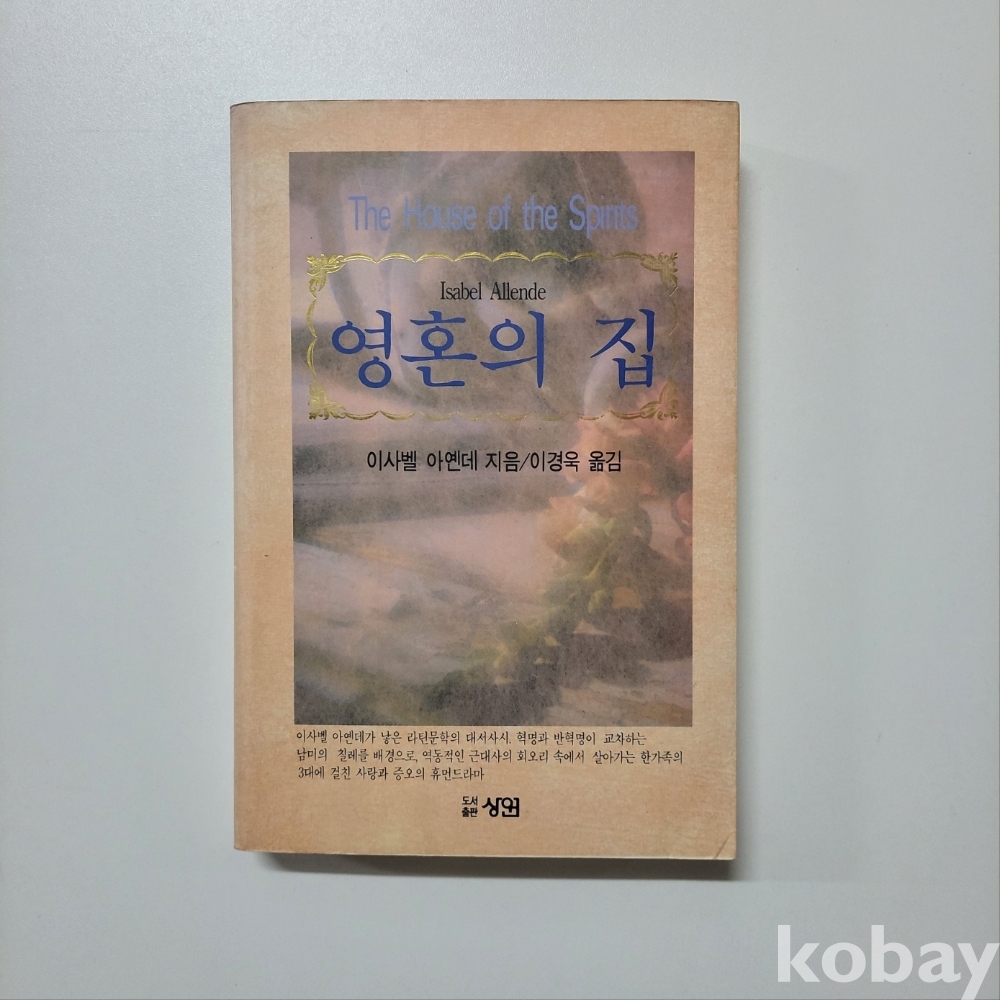 The House of the Spirits
Isabel Allende
영혼의 집
이사벨 아옌데 지음/이경욱 옮김
이사벨 아옌데가 낳은 라틴문학의 대서사시. 혁명과 반혁명이 교차하는
남미의 칠레를 배경으로, 역동적인 근대사의 회오리 속에서 살아가는 한가족의
3대에 걸친 사랑과 증오의 휴먼드라마
도서
출판 상원
kobay